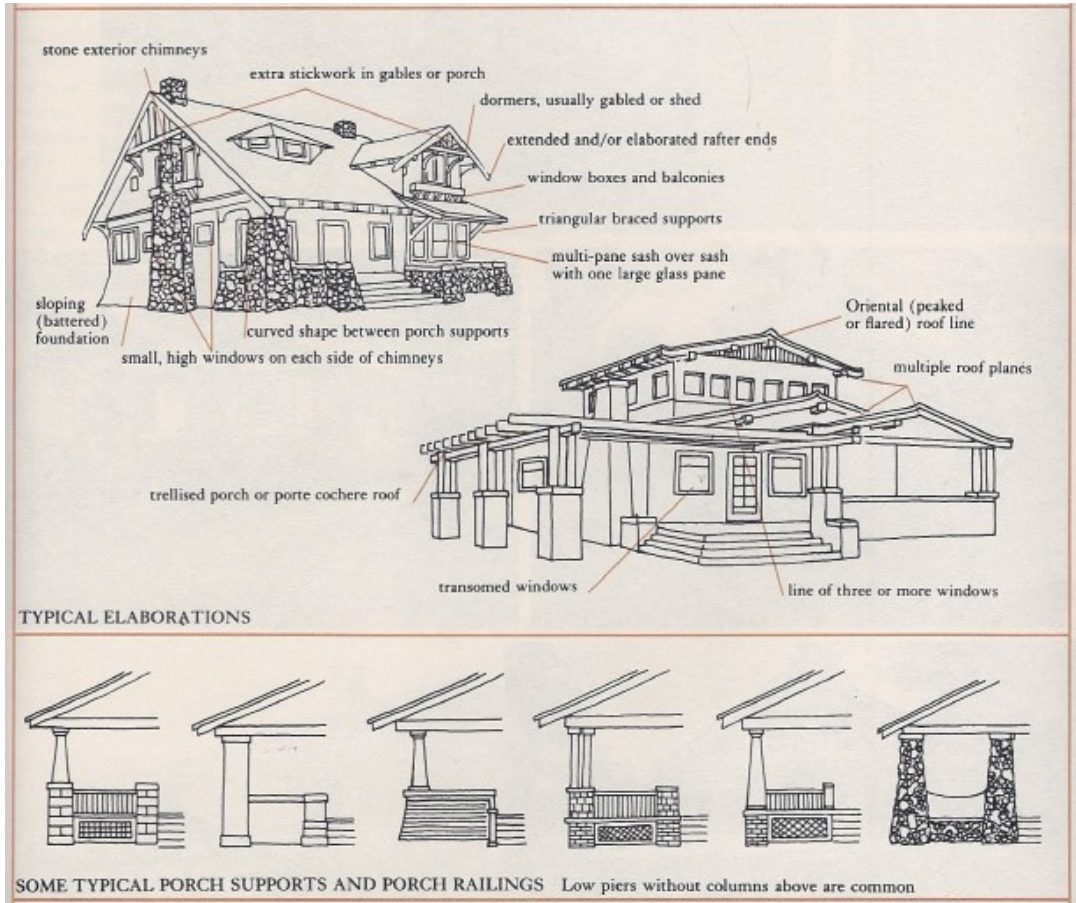 stone exterior chimneys
extra stickwork in gables or porch
dormers, usually gabled or shed
extended and/or elaborated rafter ends
window boxes and balconies
triangular braced supports
multi-pane sash over sash
with one large glass pane
sloping
(battered)
foundation
curved shape between porch supports
small, high windows on each side of chimneys
Oriental (peaked
or flared) roof line
multiple roof planes
trellised porch or porte cochere roof
transomed windows
line of three or more windows
TYPICAL ELABORATIONS
SOME TYPICAL PORCH SUPPORTS AND PORCH RAILINGS Low piers without columns above are common